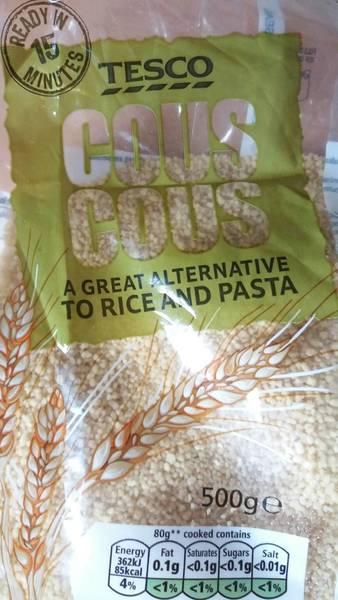 READY IN
15
MINUTES
TESCO
COUS
COUS
A GREAT ALTERNATIVE
TO RICE AND PASTA
500g e
80g** cooked contains
Energy Fat Saturates Sugars Salt
362kJ
85kcal 0.1g <0.1g <0.1g <0.01g
4% <1% <1% <1% <1%